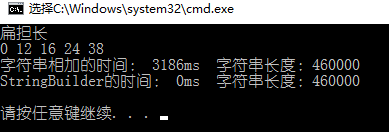 选择C:\Windows\system32\cmd.exe
扁担长
0 12 16 24 38
字符串相加的时间: 3186ms 字符串长度: 460000
StringBuilder的时间: 0ms 字符串长度: 460000
请按任意键继续. . .